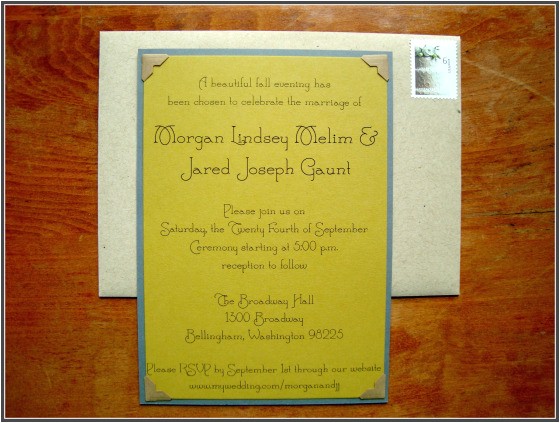 A beautiful fall evening has
been chosen to celebrate the marriage of
Morgan Lindsey Melim &
Jared Joseph Gaunt
Please join us on
Saturday, the Twenty Fourth of September
Ceremony starting at 5:00 p.m.
reception to follow
The Broadway Hall
1300 Broadway
Bellingham, Washington 98225
Please RSVP by September 1st through our website
www.mywedding.com/morganandjj
61